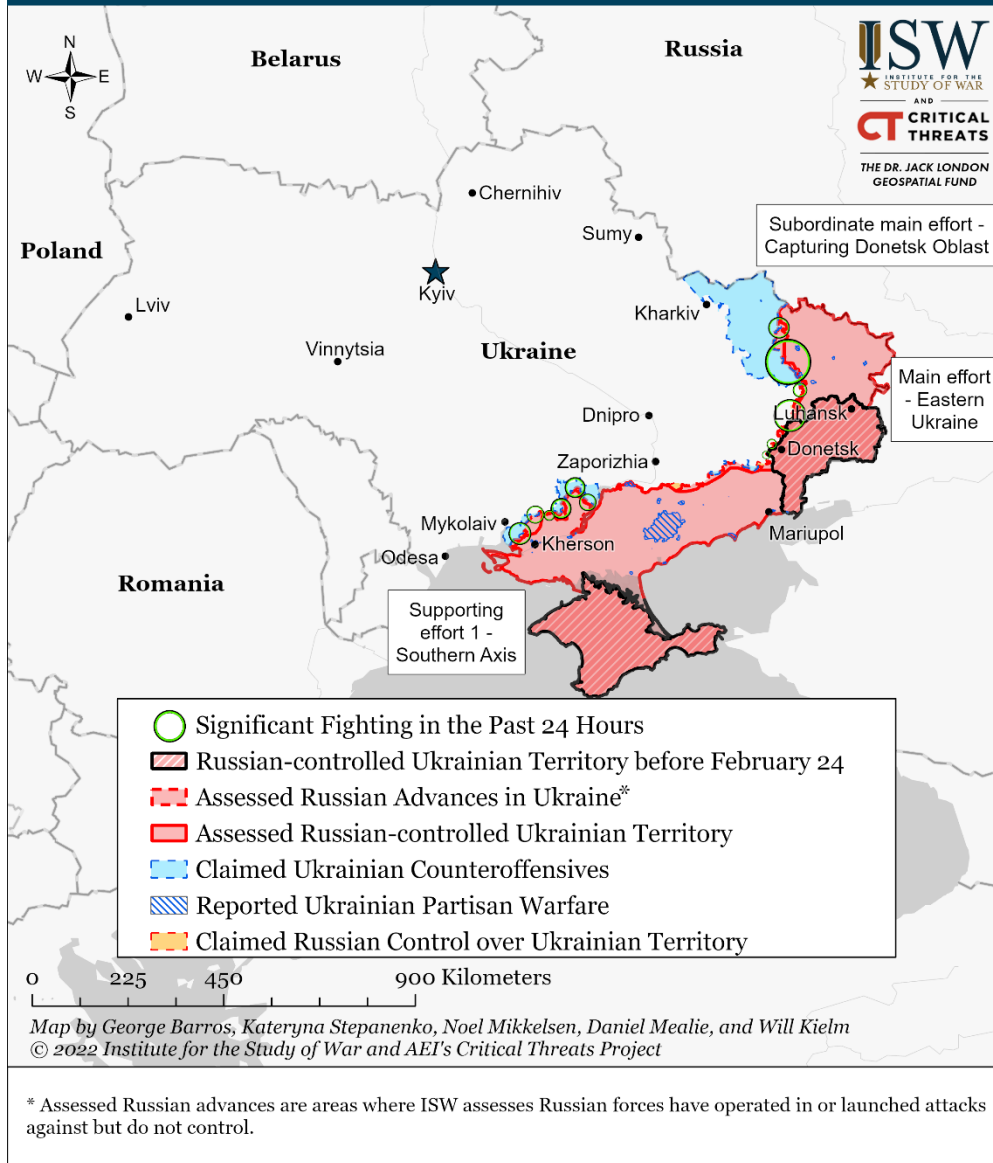 N
W E
S
Belarus
Russia
ISW
INSTITUTE FOR THE
STUDY OF WAR
AND
CT CRITICAL
THREATS
THE DR. JACK LONDON
GEOSPATIAL FUND
Chernihiv
Subordinate main effort -
Capturing Donetsk Oblast
Sumy
Poland
Kyiv
Lviv
Kharkiv
Vinnytsia
Ukraine
Main effort
- Eastern
Ukraine
Dnipro
Luhansk
Donetsk
Zaporizhia
Mykolaiv
Mariupol
Kherson
Odesa
Romania
Supporting
effort 1 -
Southern Axis
Significant Fighting in the Past 24 Hours
Russian-controlled Ukrainian Territory before February 24
Assessed Russian Advances in Ukraine*
Assessed Russian-controlled Ukrainian Territory
Claimed Ukrainian Counteroffensives
Reported Ukrainian Partisan Warfare
Claimed Russian Control over Ukrainian Territory
0 225 450 900 Kilometers
Map by George Barros, Kateryna Stepanenko, Noel Mikkelsen, Daniel Mealie, and Will Kielm
© 2022 Institute for the Study of War and AEI's Critical Threats Project
* Assessed Russian advances are areas where ISW assesses Russian forces have operated in or launched attacks
against but do not control.